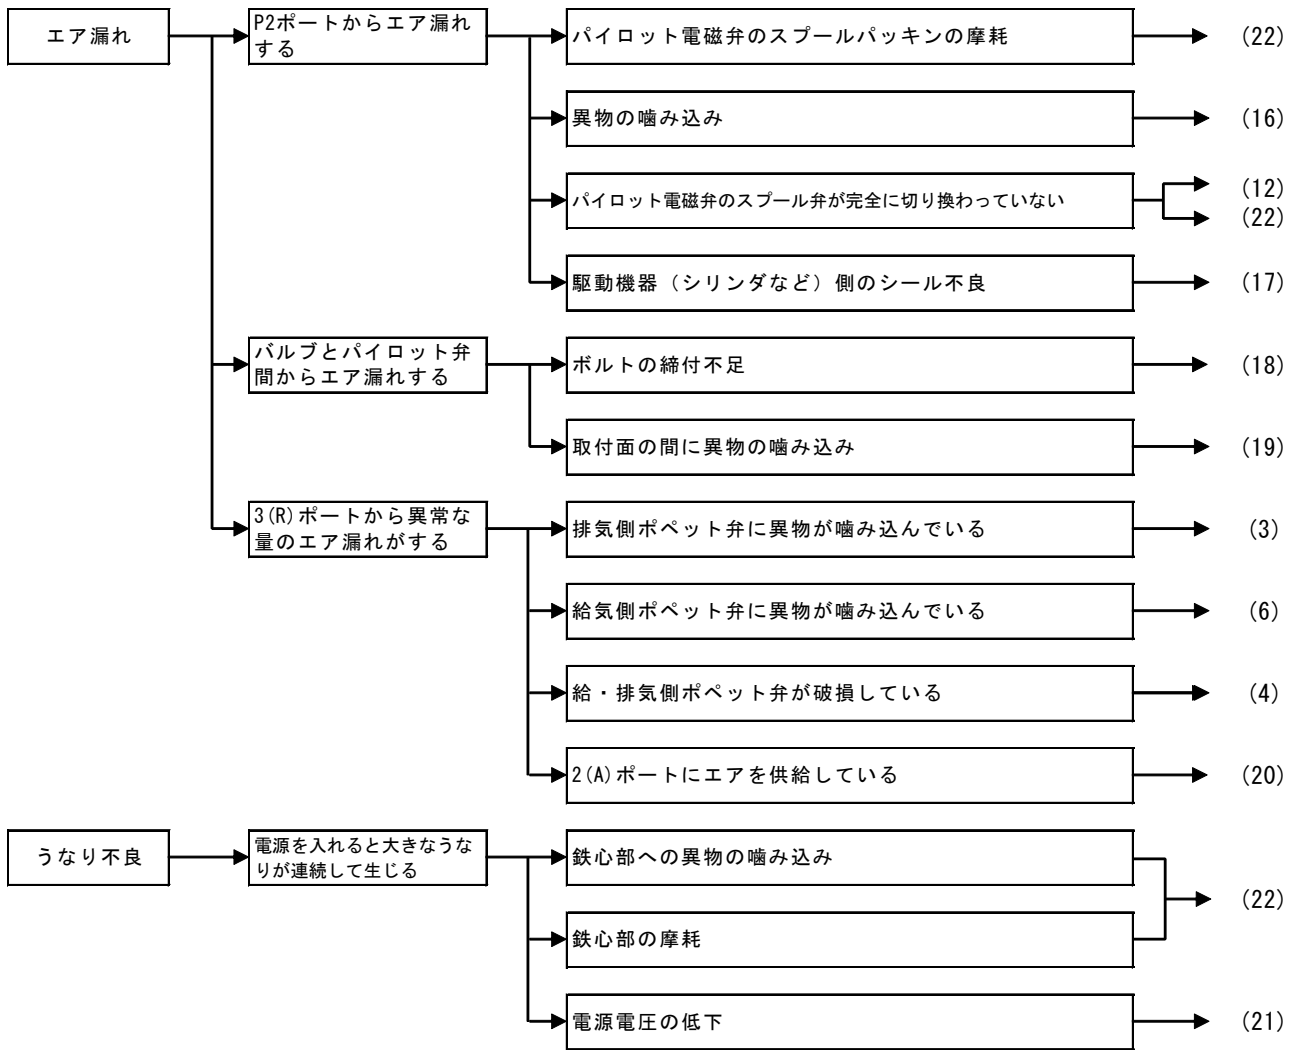 エア漏れ
P2ポートからエア漏れ
する
パイロット電磁弁のスプールパッキンの摩耗
(22)
異物の噛み込み
(16)
パイロット電磁弁のスプール弁が完全に切り換わっていない
(12)
(22)
駆動機器（シリンダなど）側のシール不良
(17)
バルブとパイロット弁
間からエア漏れする
ボルトの締付不足
(18)
取付面の間に異物の噛み込み
(19)
3(R)ポートから異常な
量のエア漏れがする
排気側ポペット弁に異物が噛み込んでいる
(3)
給気側ポペット弁に異物が噛み込んでいる
(6)
給・排気側ポペット弁が破損している
(4)
2(A)ポートにエアを供給している
(20)
うなり不良
電源を入れると大きなうな
りが連続して生じる
鉄心部への異物の噛み込み
(22)
鉄心部の摩耗
電源電圧の低下
(21)